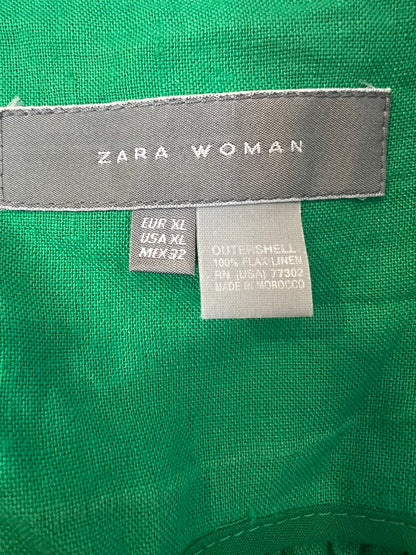 ZARA WOMAN
EUR XL
USA XL
MEX 32
OUTERSHELL
100% FLAX/LINEN
RN (USA) 77302
MADE IN MOROCCO